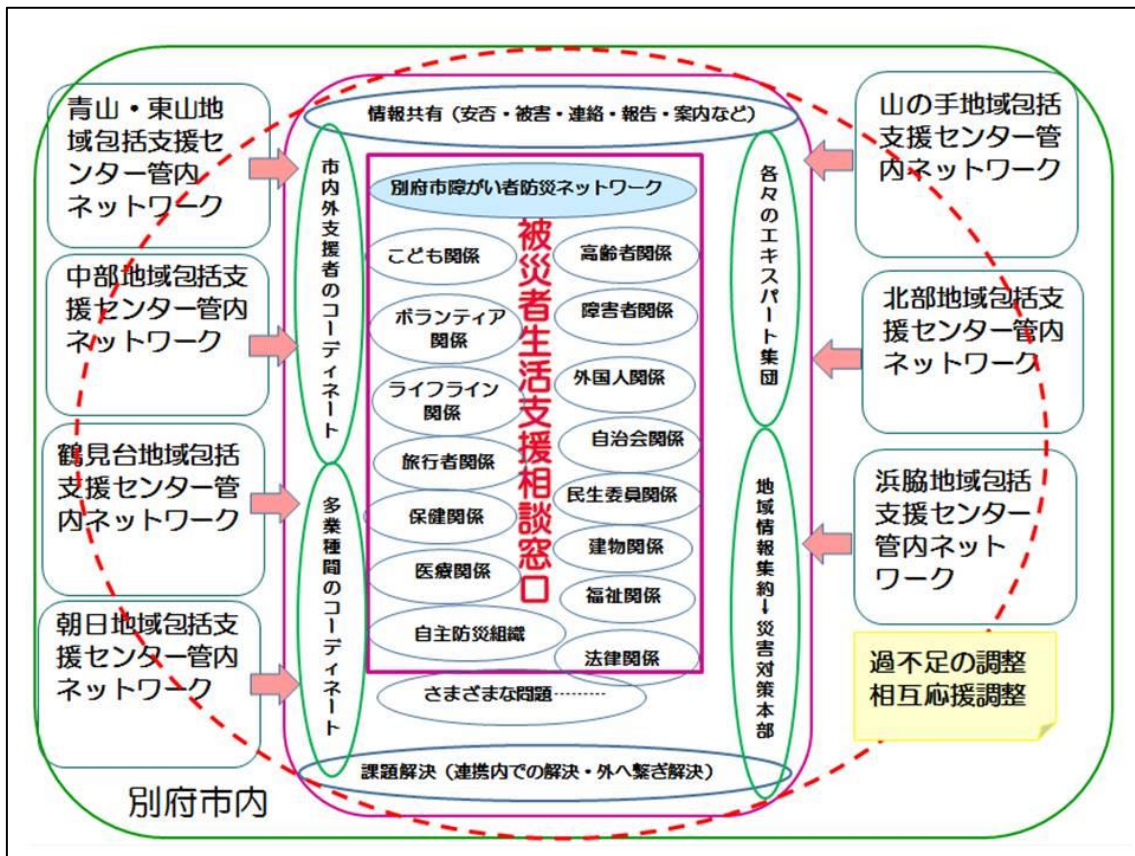 情報共有（安否・被害・連絡・報告・案内など）
青山・東山地
域包括支援セ
ンター管内
ネットワーク
中部地域包括支
援センター管内
ネットワーク
鶴見台地域包括
支援センター管
内ネットワーク
朝日地域包括支
援センター管内
ネットワーク
市内外支援者のコーディネート
多業種間のコーディネート
別府市障がい者防災ネットワーク
被災者生活支援相談窓口
こども関係
ボランティア
関係
ライフライン
関係
旅行者関係
保健関係
医療関係
自主防災組織
さまざまな問題………
高齢者関係
障害者関係
外国人関係
自治会関係
民生委員関係
建物関係
福祉関係
法律関係
各々のエキスパート集団
地域情報集約→災害対策本部
山の手地域包括
支援センター管
内ネットワーク
北部地域包括支
援センター管内
ネットワーク
浜脇地域包括
支援センター
管内ネット
ワーク
過不足の調整
相互応援調整
課題解決（連携内での解決・外へ繋ぎ解決）
別府市内